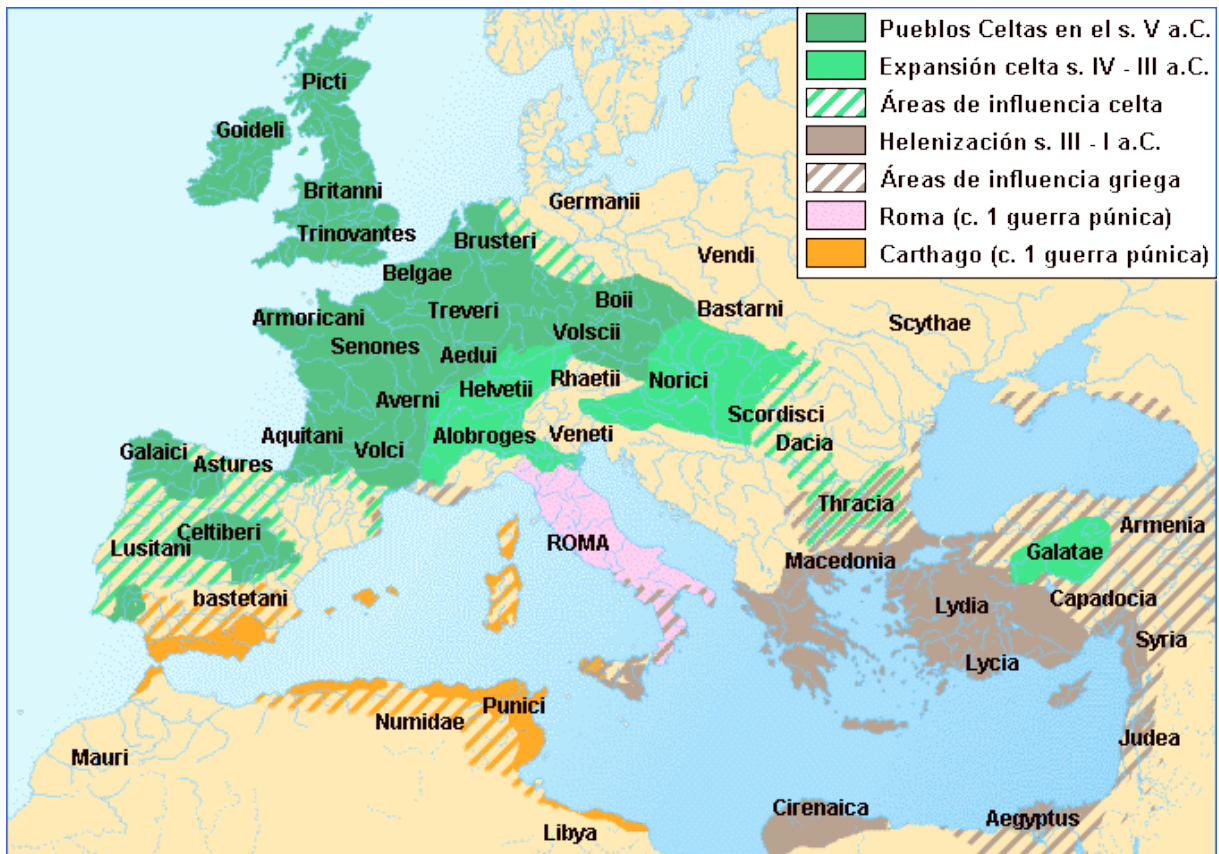 Pueblos Celtas en el s. V a.C.
Expansión celta s. IV - III a.C.
Áreas de influencia celta
Helenización s. III - I a.C.
Áreas de influencia griega
Roma (c. 1 guerra púnica)
Carthago (c. 1 guerra púnica)
Picti
Goideli
Britanni
Trinovantes
Germanii
Brusteri
Vendi
Belgae
Boii
Bastarni
Treveri
Armoricani
Volscii
Scythae
Senones
Aedui
Rhaetii
Norici
Helvetii
Averni
Scordisci
Aquitani
Alobroges
Veneti
Dacia
Galaici
Volci
Astures
Thracia
Armenia
Celtiberi
ROMA
Galatae
Lusitani
Macedonia
bastetani
Lydia
Capadocia
Syria
Lycia
Punici
Numidae
Judea
Mauri
Cirenaica
Aegyptus
Libya